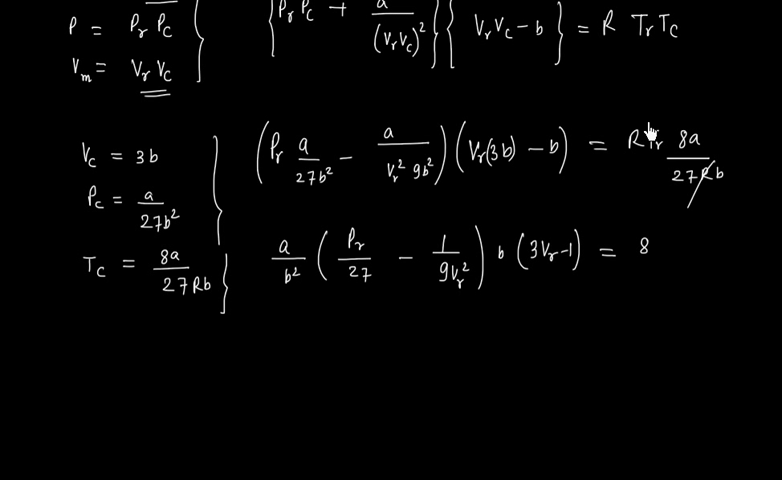 P = Pr Pc } { Pr Pc + a/(Vr Vc)² } { Vr Vc - b } = R Tr Tc
Vm = Vr Vc
Vc = 3b } (Pr a/27b² - a/Vr² 9b²) (Vr(3b) - b) = R Tr 8a/27Rb
Pc = a/27b²
Tc = 8a/27Rb } a/b² (Pr/27 - 1/9Vr²) b (3Vr-1) = 8